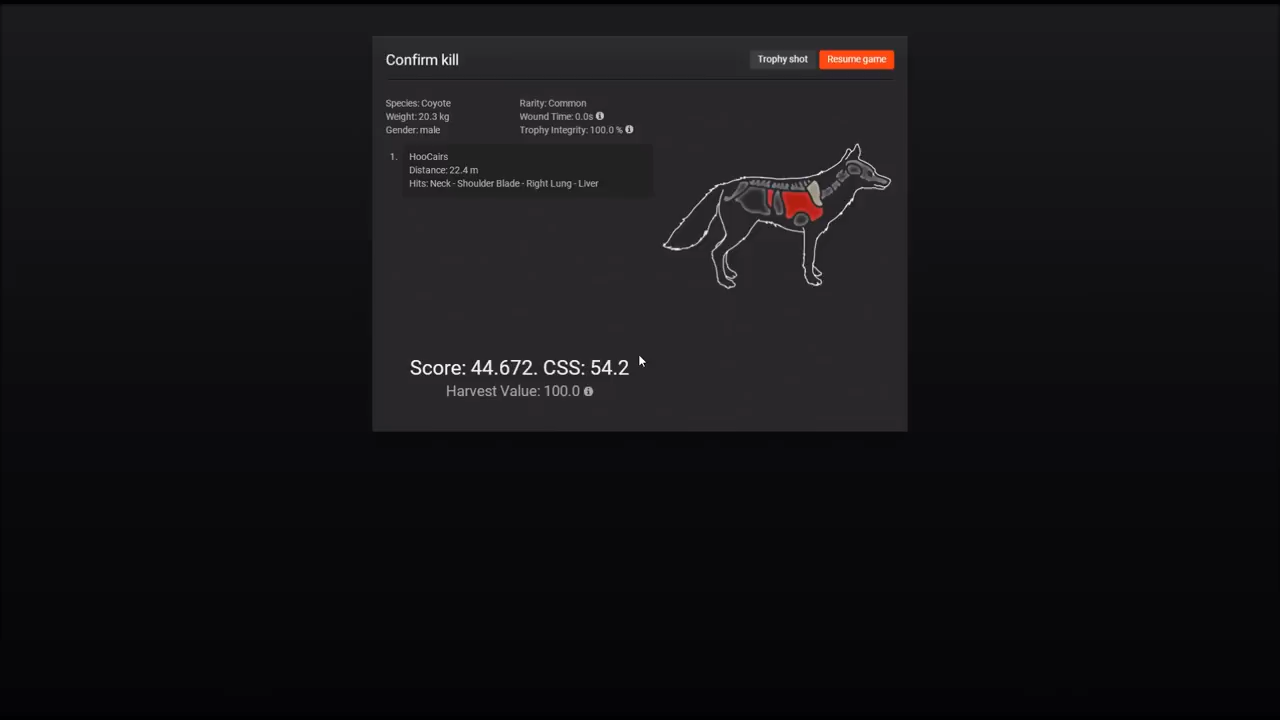 Confirm kill
Trophy shot
Resume game
Species: Coyote
Rarity: Common
Weight: 20.3 kg
Wound Time: 0.0s
Gender: male
Trophy Integrity: 100.0 %
1. HooCairs
Distance: 22.4 m
Hits: Neck - Shoulder Blade - Right Lung - Liver
Score: 44.672. CSS: 54.2
Harvest Value: 100.0